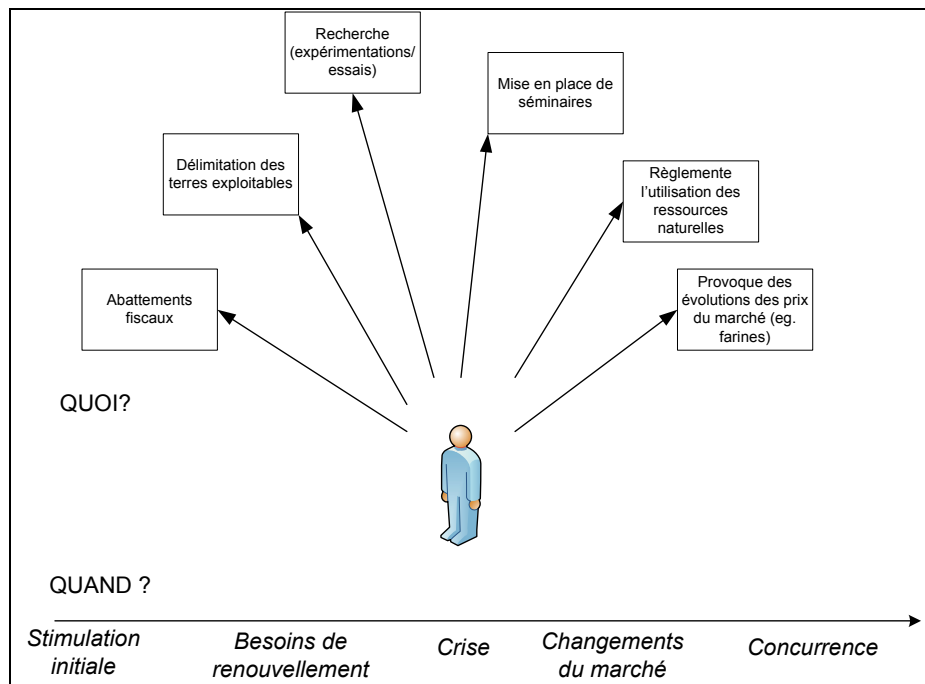 Recherche
(expérimentations/
essais)
Mise en place de
séminaires
Délimitation des
terres exploitables
Règlemente
l'utilisation des
ressources
naturelles
Abattements
fiscaux
Provoque des
évolutions des prix
du marché (eg.
farines)
QUOI?
QUAND ?
Stimulation
initiale
Besoins de
renouvellement
Crise
Changements
du marché
Concurrence